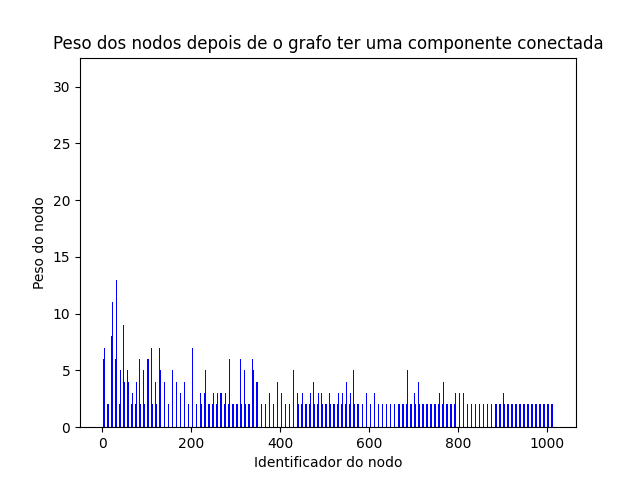 Peso dos nodos depois de o grafo ter uma componente conectada
30
25
20
15
10
5
0
Peso do nodo
0 200 400 600 800 1000
Identificador do nodo